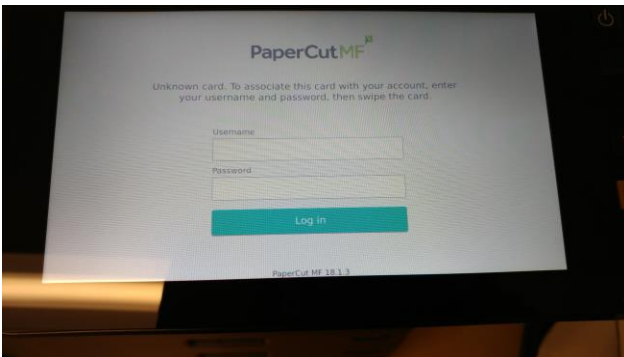 PaperCut MF
Unknown card. To associate this card with your account, enter
your username and password, then swipe the card.
Username
Password
Log in
PaperCut MF 18.1.3